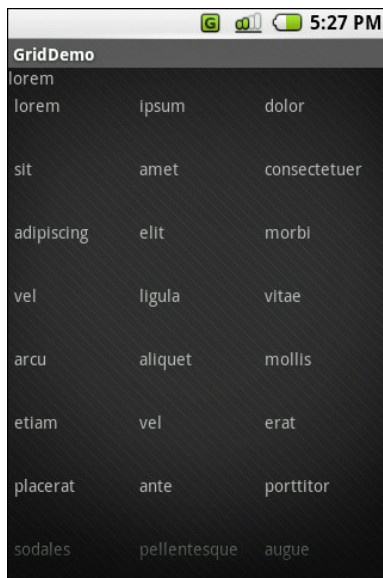 G 5:27 PM
GridDemo
lorem
lorem ipsum dolor
sit amet consectetuer
adipiscing elit morbi
vel ligula vitae
arcu aliquet mollis
etiam vel erat
placerat ante porttitor
sodales pellentesque augue